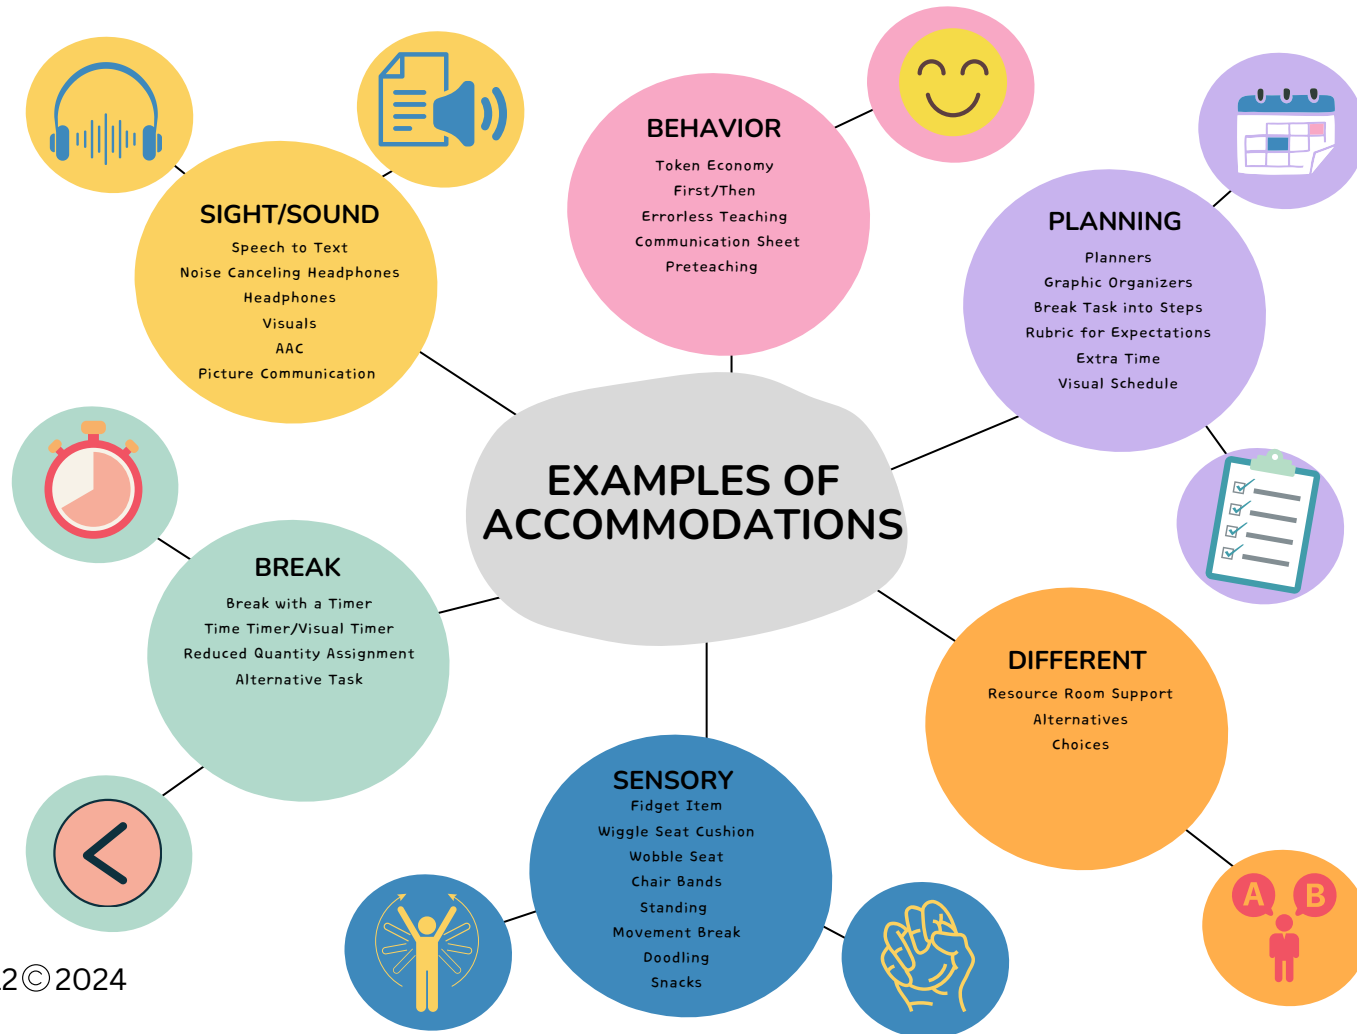 EXAMPLES OF
ACCOMMODATIONS
SIGHT/SOUND
Speech to Text
Noise Canceling Headphones
Headphones
Visuals
AAC
Picture Communication
BEHAVIOR
Token Economy
First/Then
Errorless Teaching
Communication Sheet
Preteaching
PLANNING
Planners
Graphic Organizers
Break Task into Steps
Rubric for Expectations
Extra Time
Visual Schedule
BREAK
Break with a Timer
Time Timer/Visual Timer
Reduced Quantity Assignment
Alternative Task
SENSORY
Fidget Item
Wiggle Seat Cushion
Wobble Seat
Chair Bands
Standing
Movement Break
Doodling
Snacks
DIFFERENT
Resource Room Support
Alternatives
Choices
A B
2©2024